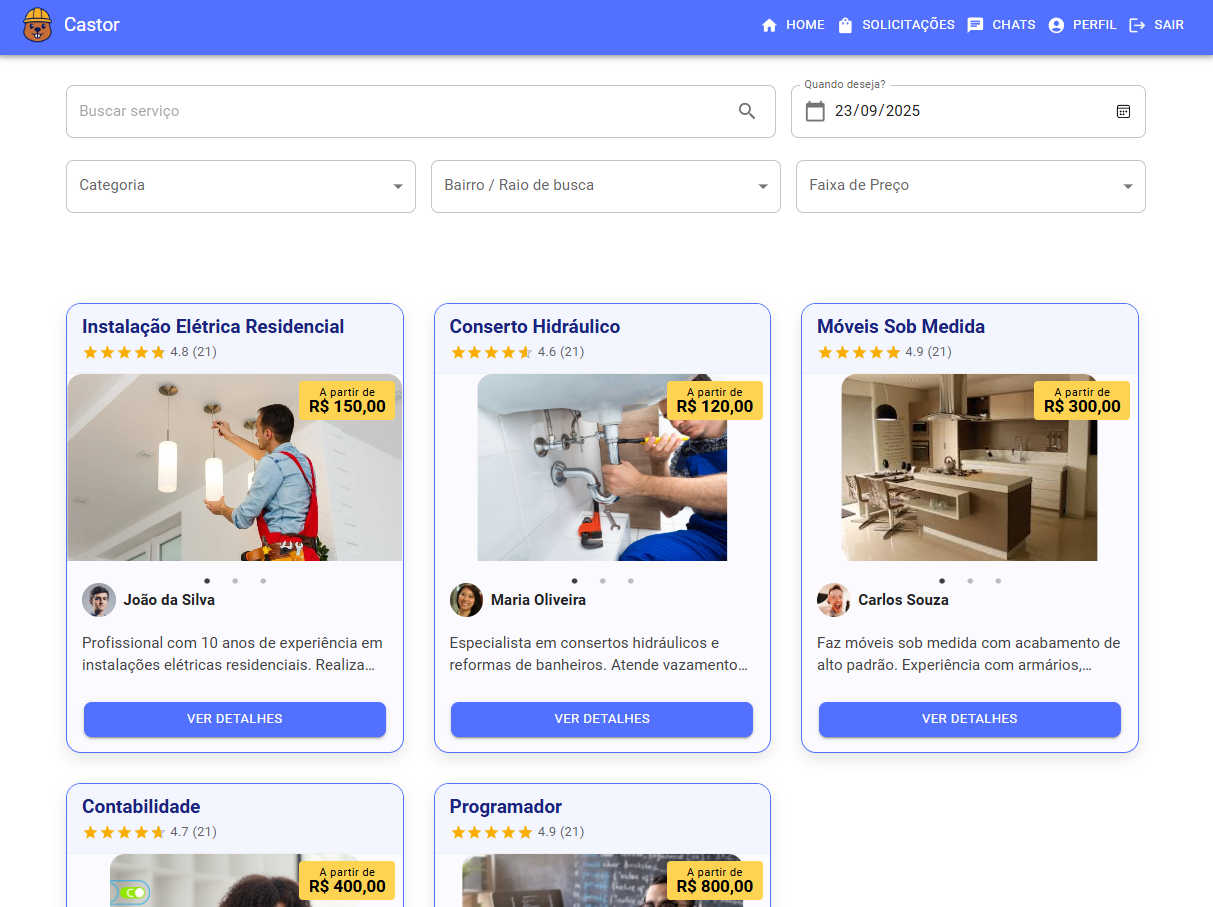 Castor
HOME
SOLICITAÇÕES
CHATS
PERFIL
SAIR
Buscar serviço
Quando deseja?
23/09/2025
Categoria
Bairro / Raio de busca
Faixa de Preço
Instalação Elétrica Residencial
4.8 (21)
A partir de
R$ 150,00
João da Silva
Profissional com 10 anos de experiência em
instalações elétricas residenciais. Realiza…
VER DETALHES
Conserto Hidráulico
4.6 (21)
A partir de
R$ 120,00
Maria Oliveira
Especialista em consertos hidráulicos e
reformas de banheiros. Atende vazamento…
VER DETALHES
Móveis Sob Medida
4.9 (21)
A partir de
R$ 300,00
Carlos Souza
Faz móveis sob medida com acabamento de
alto padrão. Experiência com armários,…
VER DETALHES
Contabilidade
4.7 (21)
A partir de
R$ 400,00
Programador
4.9 (21)
A partir de
R$ 800,00